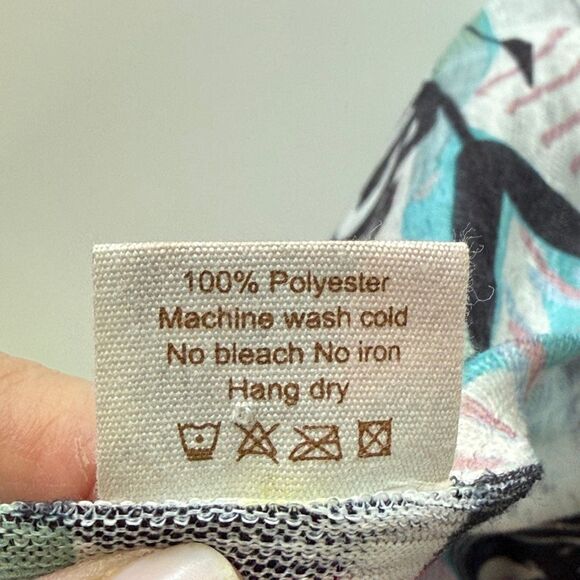 100% Polyester
Machine wash cold
No bleach No iron
Hang dry